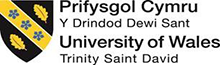 Prifysgol Cymru
Y Drindod Dewi Sant
University of Wales
Trinity Saint David